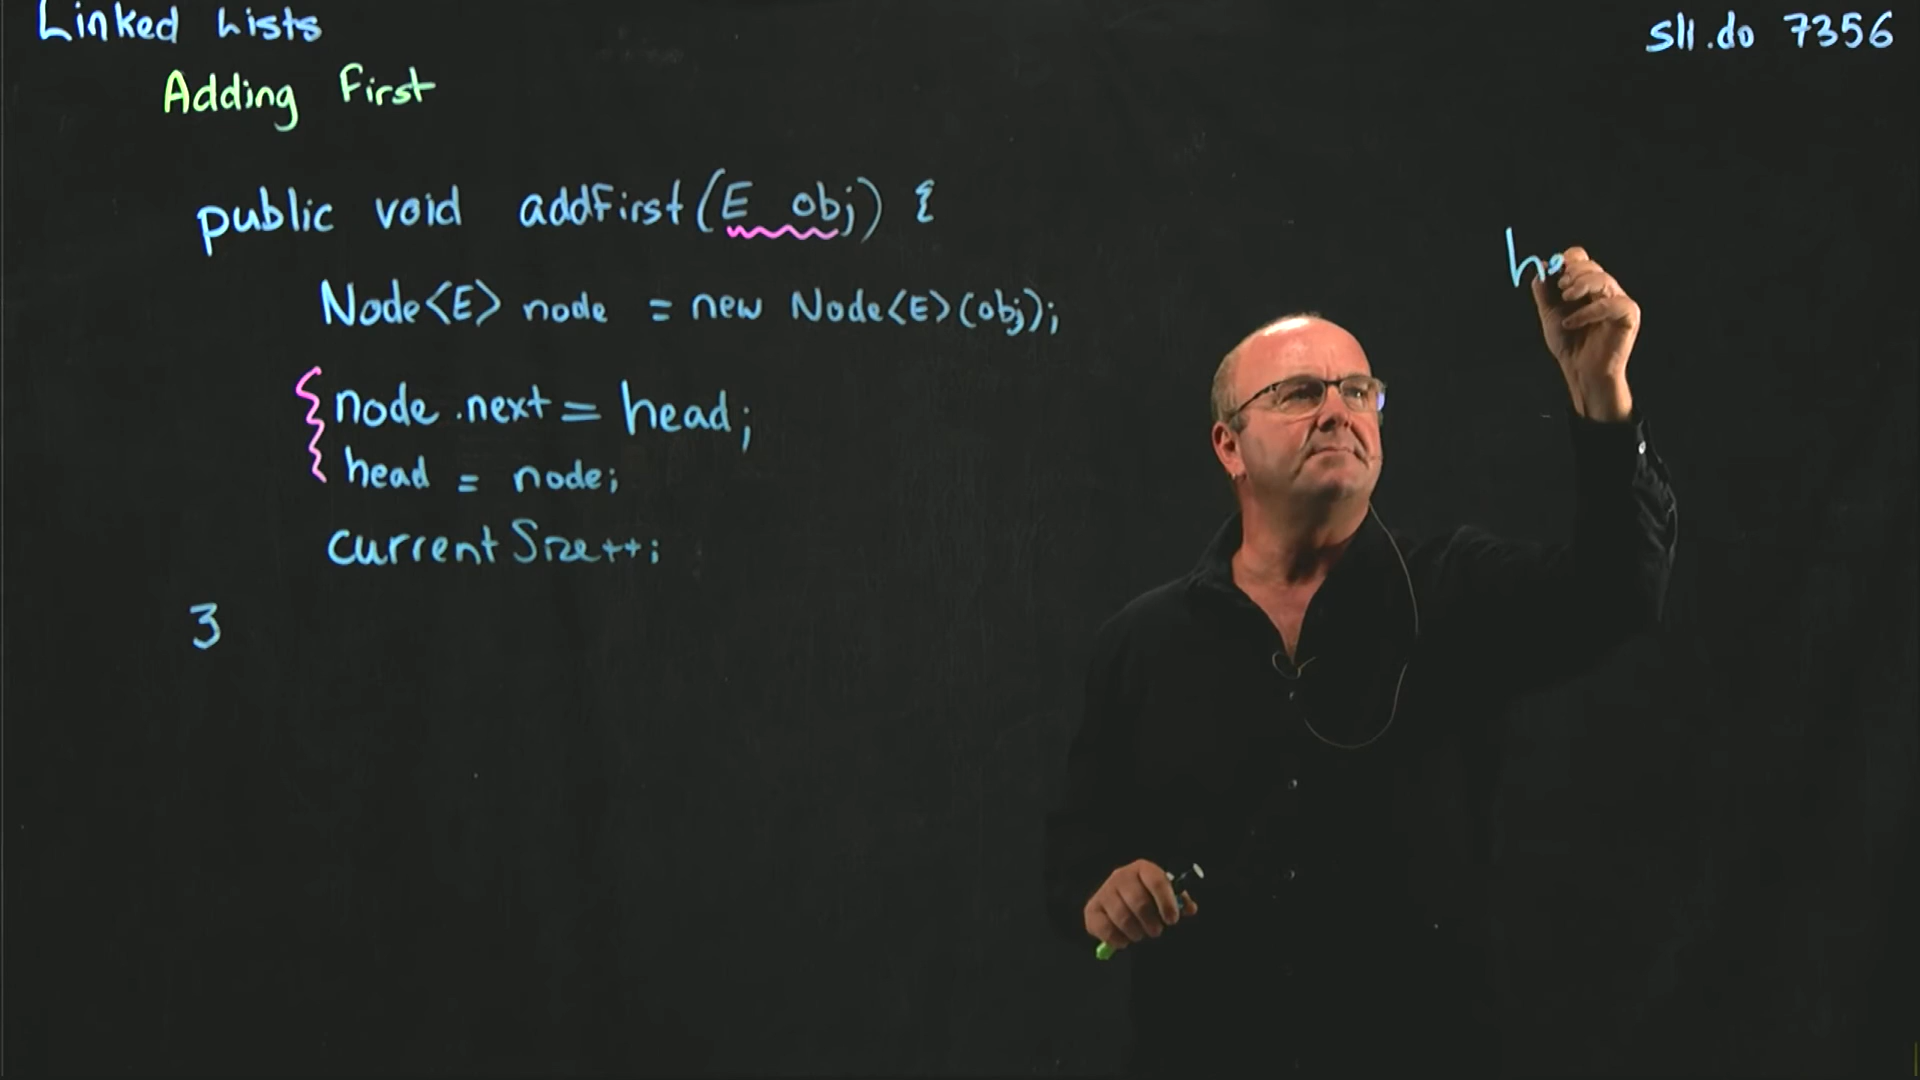 Linked Lists
sli.do 7356
Adding First
public void addFirst(E obj) {
Node<E> node = new Node<E>(obj);
node.next = head;
head = node;
currentSize++;
}
he